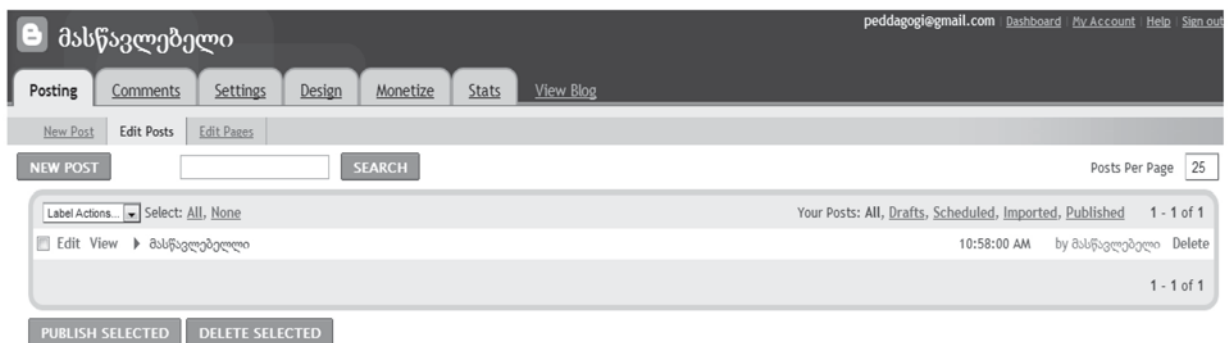 peddagogi@gmail.com | Dashboard | My Account | Help | Sign out
მასწავლებელი
Posting Comments Settings Design Monetize Stats View Blog
New Post Edit Posts Edit Pages
NEW POST SEARCH Posts Per Page 25
Label Actions... Select: All, None Your Posts: All, Drafts, Scheduled, Imported, Published 1 - 1 of 1
Edit View მასწავლებელლი 10:58:00 AM by მასწავლებელი Delete
1 - 1 of 1
PUBLISH SELECTED DELETE SELECTED